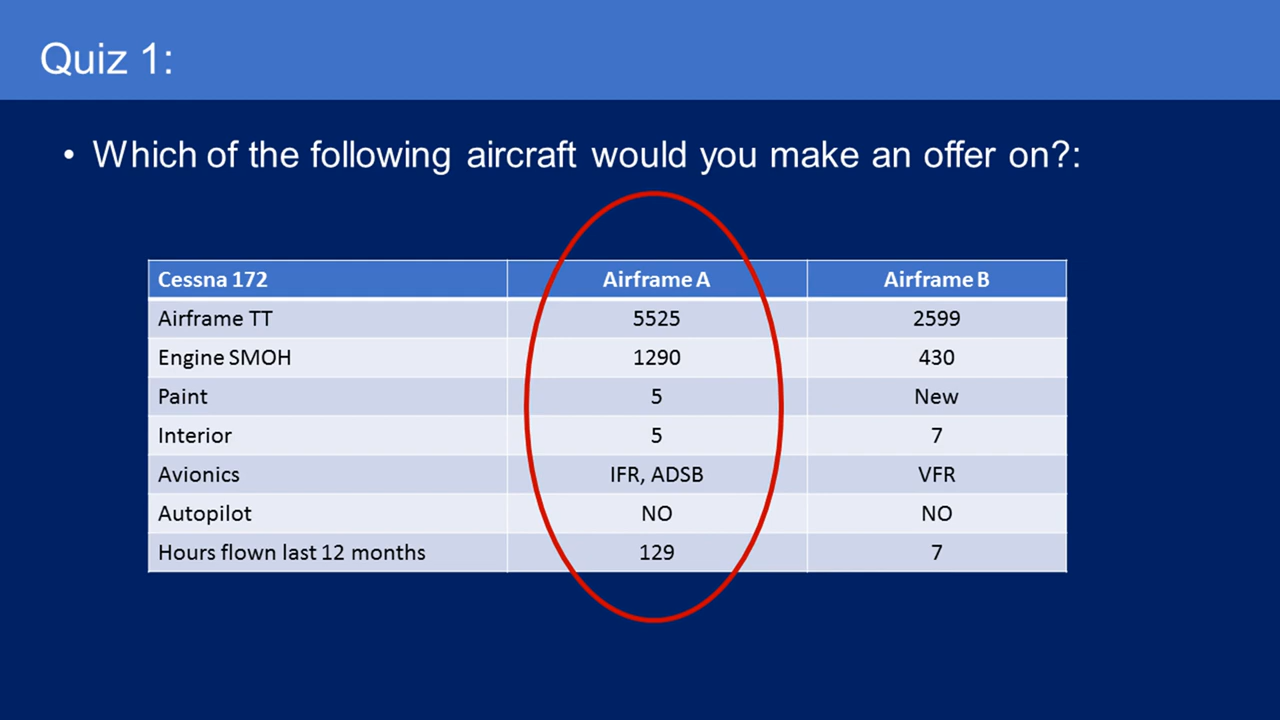 Quiz 1:
• Which of the following aircraft would you make an offer on?:
Cessna 172 Airframe A Airframe B
Airframe TT 5525 2599
Engine SMOH 1290 430
Paint 5 New
Interior 5 7
Avionics IFR, ADSB VFR
Autopilot NO NO
Hours flown last 12 months 129 7